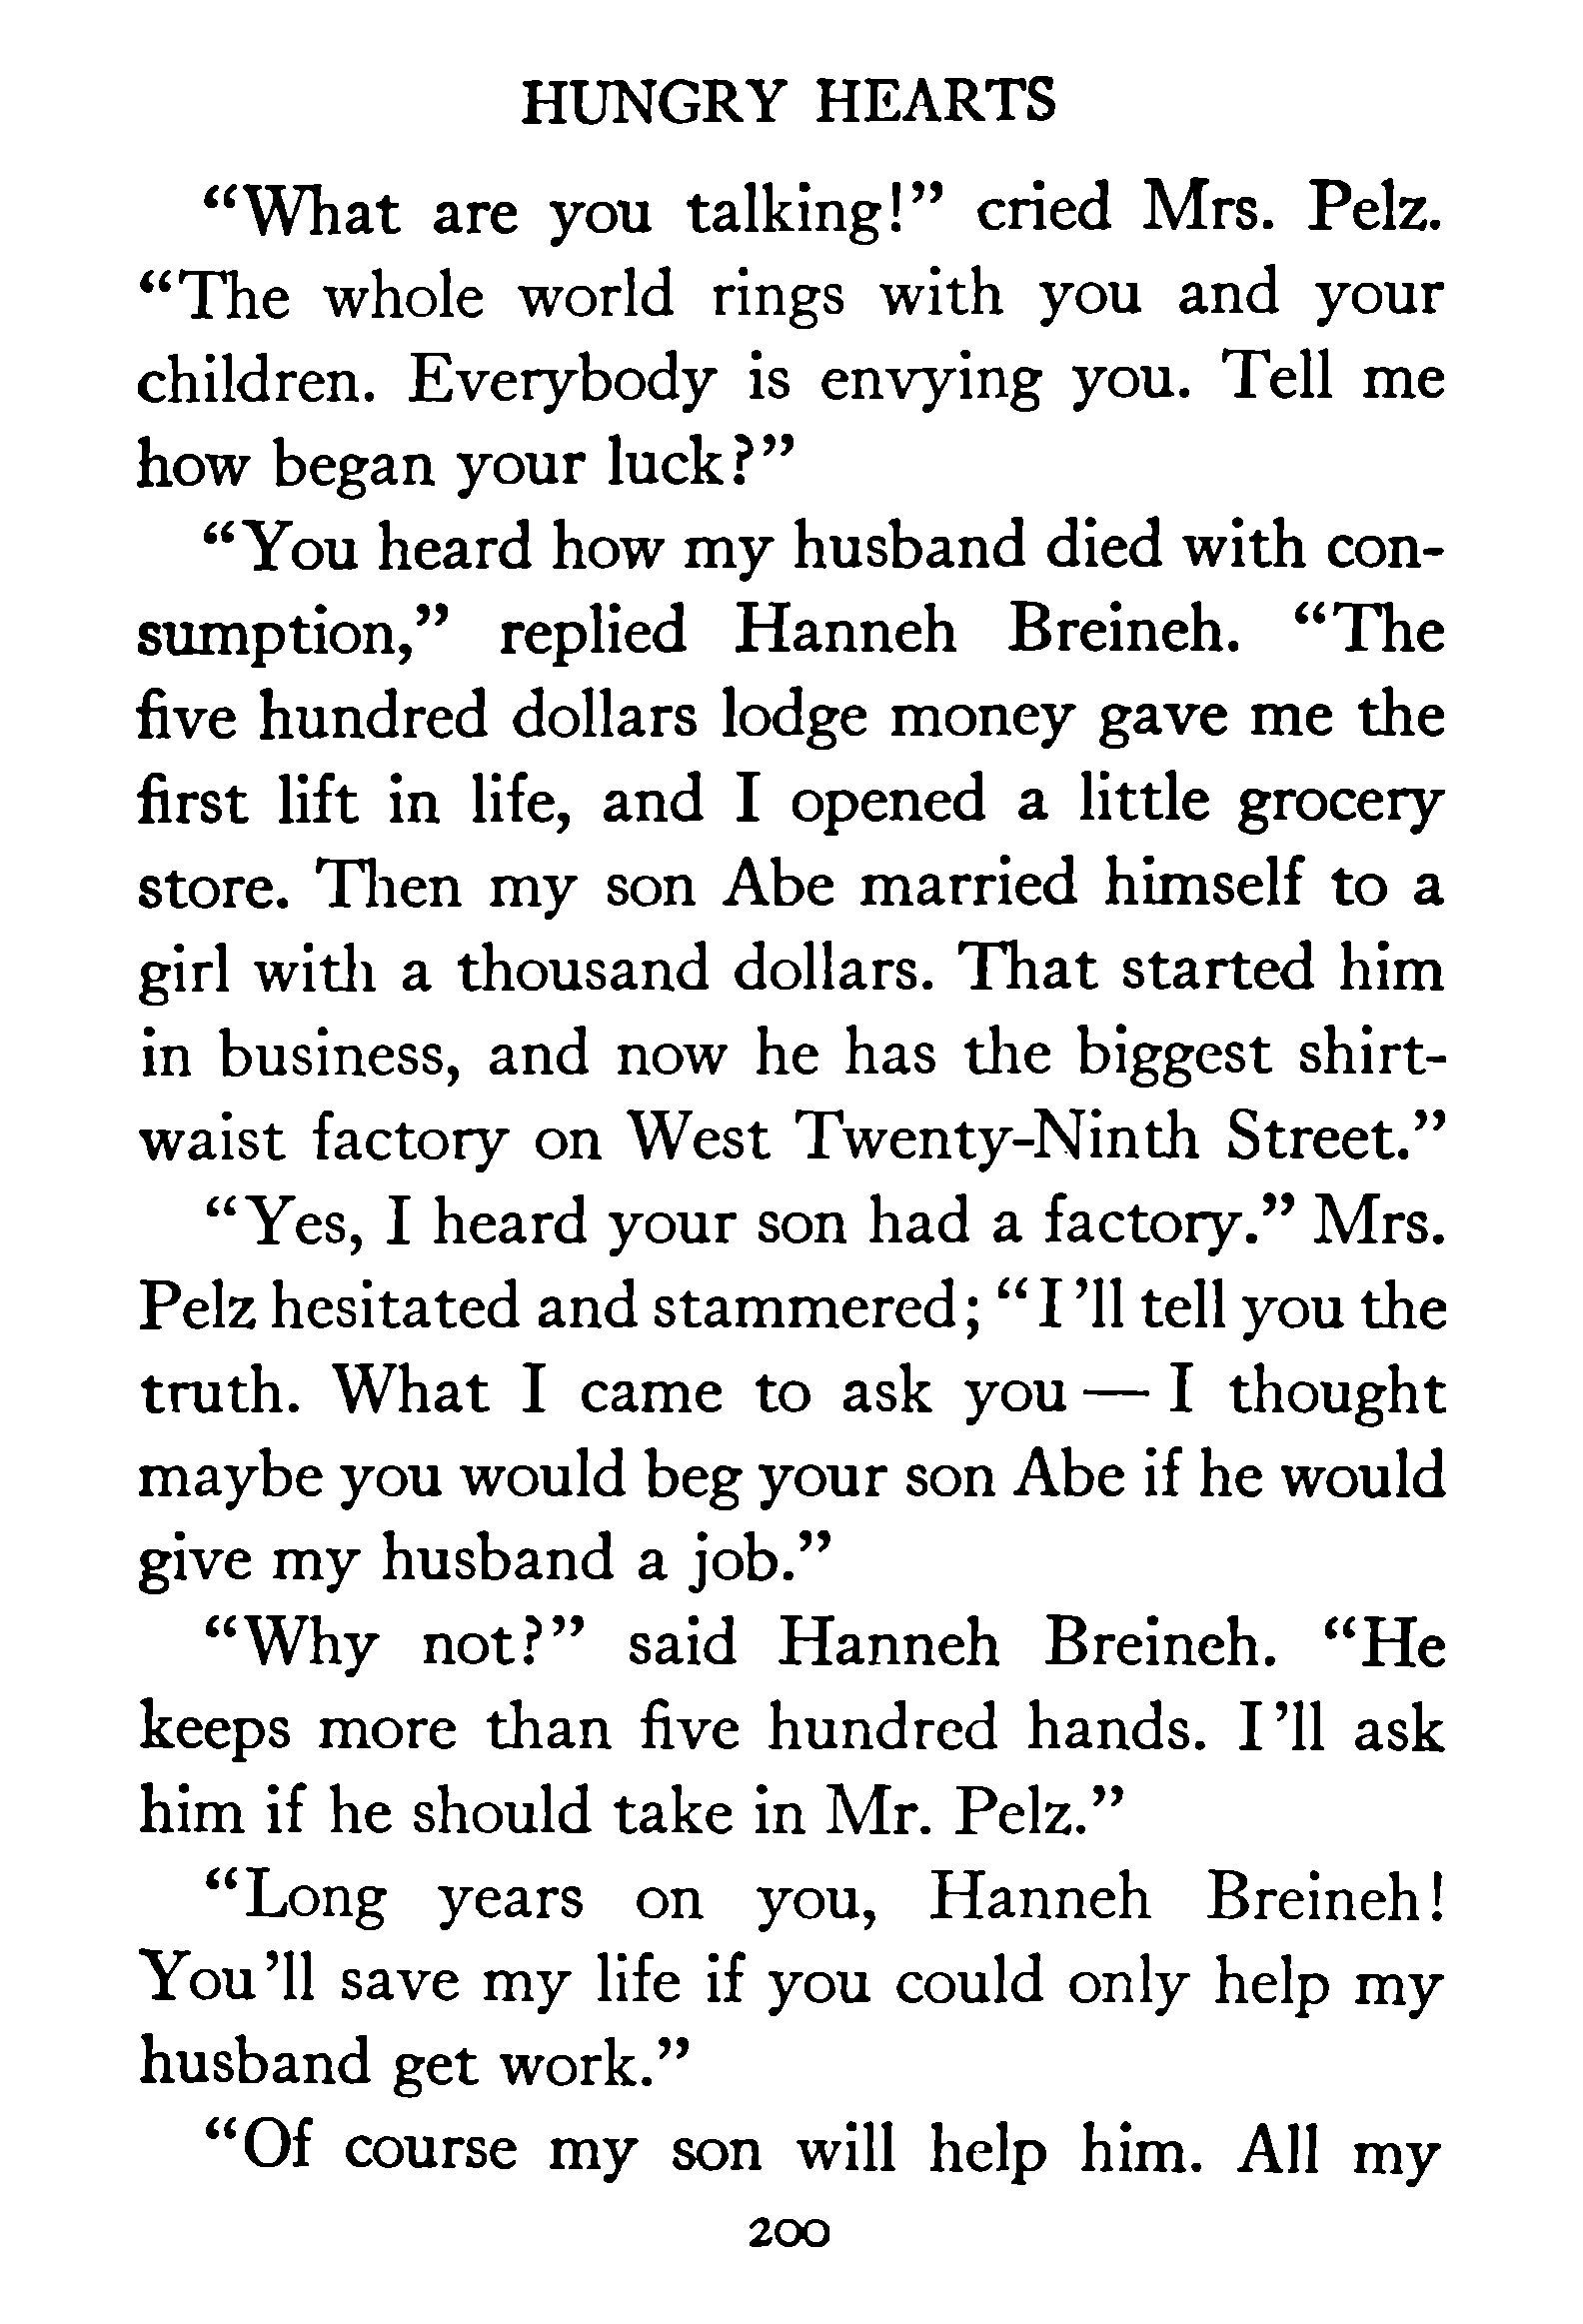 HUNGRY HEARTS
“What are you talking!” cried Mrs. Pelz.
“The whole world rings with you and your
children. Everybody is envying you. Tell me
how began your luck?”
“You heard how my husband died with con-
sumption,” replied Hanneh Breineh. “The
five hundred dollars lodge money gave me the
first lift in life, and I opened a little grocery
store. Then my son Abe married himself to a
girl with a thousand dollars. That started him
in business, and now he has the biggest shirt-
waist factory on West Twenty-Ninth Street.”
“Yes, I heard your son had a factory.” Mrs.
Pelz hesitated and stammered; “I’ll tell you the
truth. What I came to ask you — I thought
maybe you would beg your son Abe if he would
give my husband a job.”
“Why not?” said Hanneh Breineh. “He
keeps more than five hundred hands. I’ll ask
him if he should take in Mr. Pelz.”
“Long years on you, Hanneh Breineh!
You’ll save my life if you could only help my
husband get work.”
“Of course my son will help him. All my
200